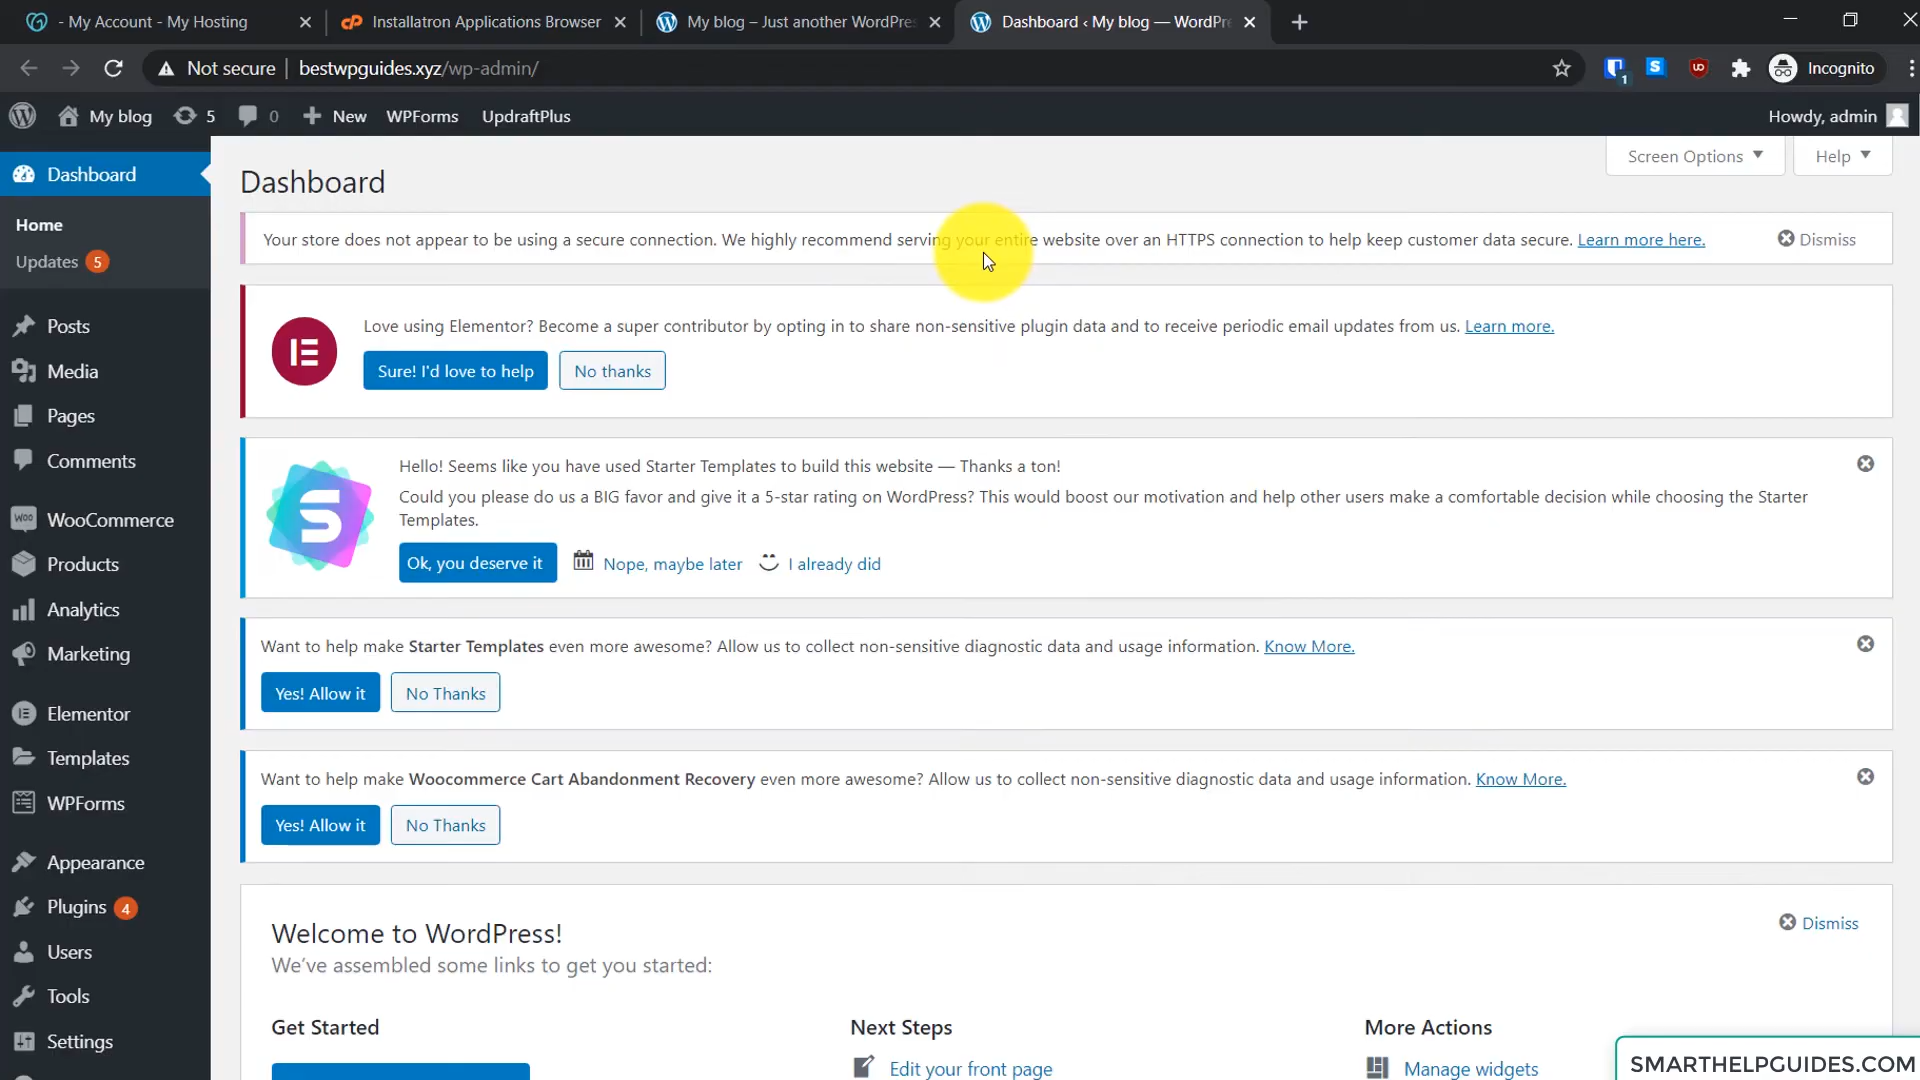 - My Account - My Hosting
Installatron Applications Browser
My blog – Just another WordPre
Dashboard ‹ My blog — WordPre
Not secure
bestwpguides.xyz/wp-admin/
1
Incognito
My blog
5
0
New
WPForms
UpdraftPlus
Howdy, admin
Dashboard
Home
Updates 5
Posts
Media
Pages
Comments
WooCommerce
Products
Analytics
Marketing
Elementor
Templates
WPForms
Appearance
Plugins 4
Users
Tools
Settings
Screen Options
Help
Dashboard
Your store does not appear to be using a secure connection. We highly recommend serving your entire website over an HTTPS connection to help keep customer data secure. Learn more here.
Dismiss
Love using Elementor? Become a super contributor by opting in to share non-sensitive plugin data and to receive periodic email updates from us. Learn more.
Sure! I'd love to help
No thanks
Hello! Seems like you have used Starter Templates to build this website — Thanks a ton!
Could you please do us a BIG favor and give it a 5-star rating on WordPress? This would boost our motivation and help other users make a comfortable decision while choosing the Starter
Templates.
Ok, you deserve it
Nope, maybe later
I already did
Want to help make Starter Templates even more awesome? Allow us to collect non-sensitive diagnostic data and usage information. Know More.
Yes! Allow it
No Thanks
Want to help make Woocommerce Cart Abandonment Recovery even more awesome? Allow us to collect non-sensitive diagnostic data and usage information. Know More.
Yes! Allow it
No Thanks
Welcome to WordPress!
Dismiss
We've assembled some links to get you started:
Get Started
Next Steps
More Actions
Edit your front page
Manage widgets
SMARTHELPGUIDES.COM